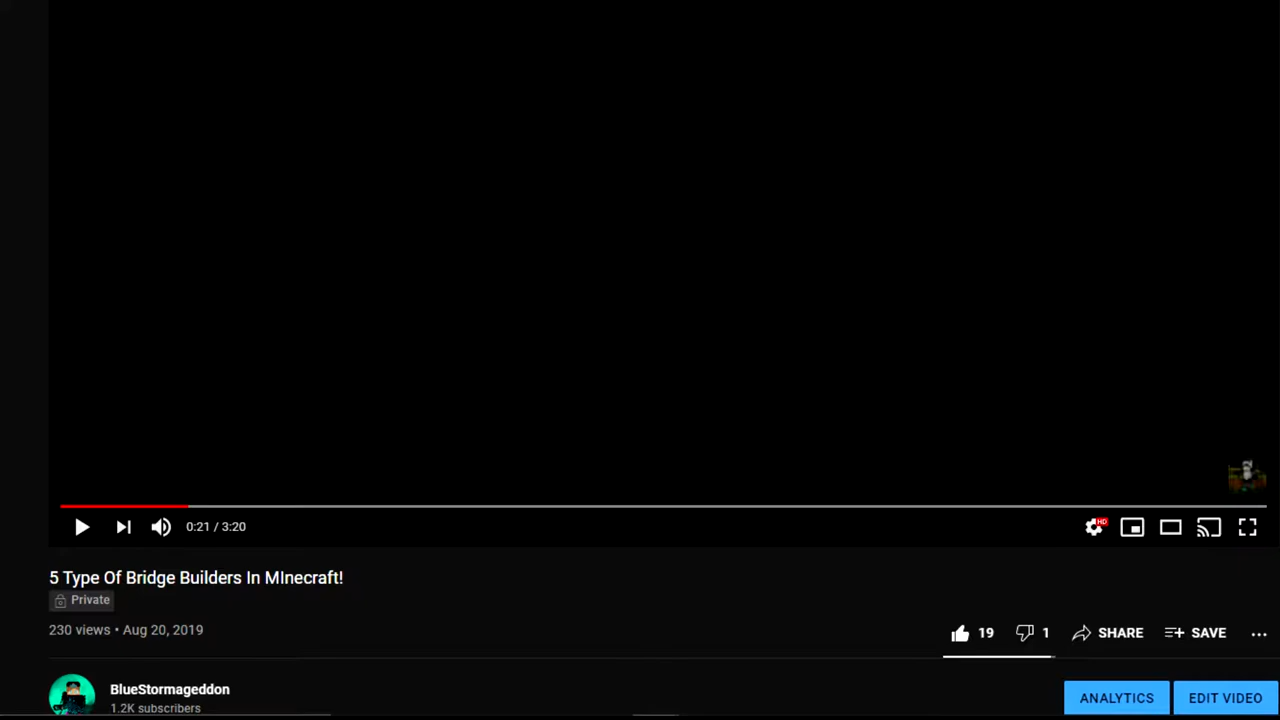 HD
0:21 / 3:20
5 Type Of Bridge Builders In MInecraft!
Private
230 views • Aug 20, 2019
19 1 SHARE SAVE ...
BlueStormageddon
1.2K subscribers
ANALYTICS EDIT VIDEO